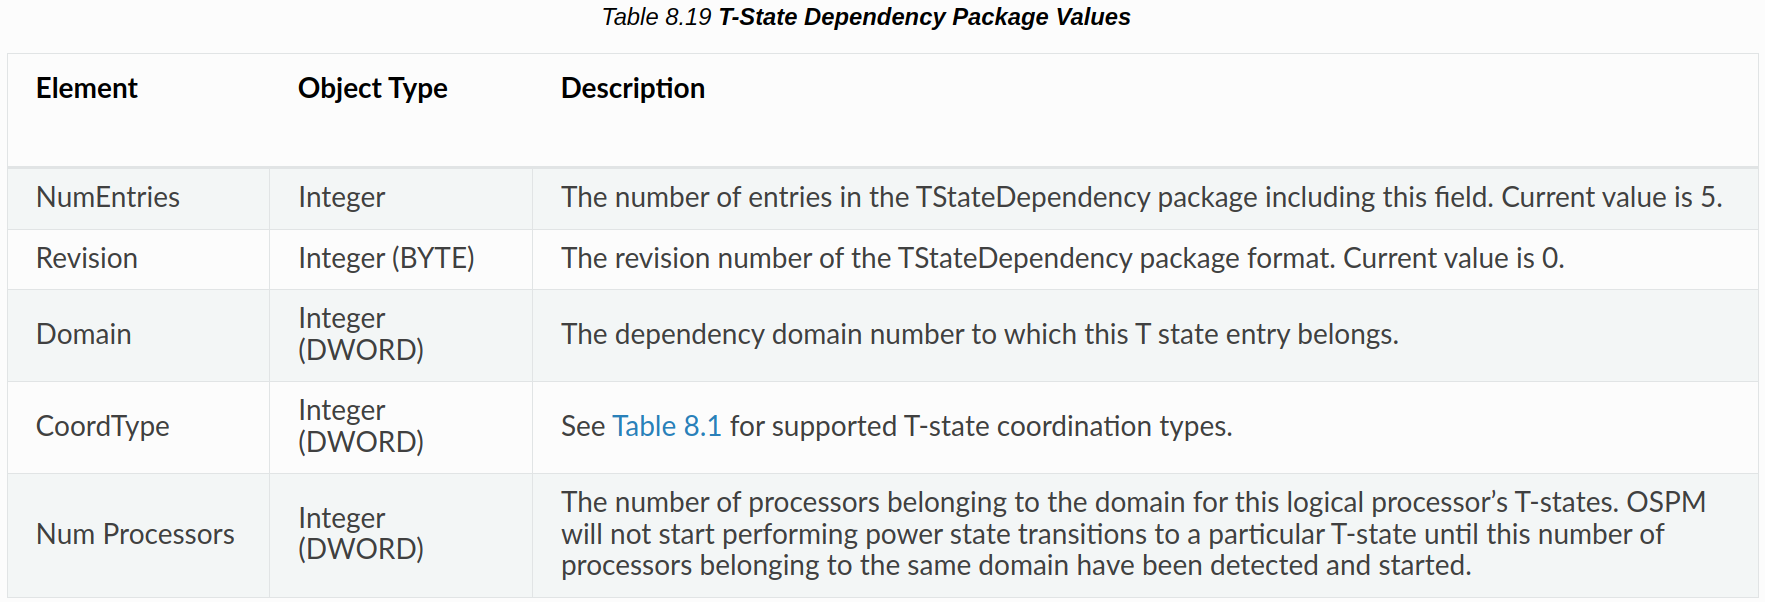 Table 8.19 T-State Dependency Package Values
Element Object Type Description
NumEntries Integer The number of entries in the TStateDependency package including this field. Current value is 5.
Revision Integer (BYTE) The revision number of the TStateDependency package format. Current value is 0.
Domain Integer (DWORD) The dependency domain number to which this T state entry belongs.
CoordType Integer (DWORD) See Table 8.1 for supported T-state coordination types.
Num Processors Integer (DWORD) The number of processors belonging to the domain for this logical processor’s T-states. OSPM
will not start performing power state transitions to a particular T-state until this number of
processors belonging to the same domain have been detected and started.